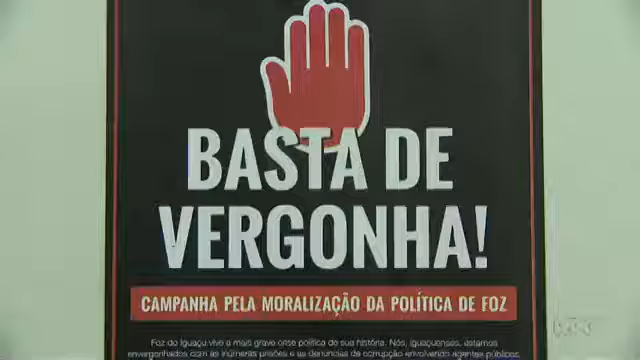 BASTA DE
VERGONHA!
CAMPANHA PELA MORALIZAÇÃO DA POLÍTICA DE FOZ
Foz do Iguaçu vive a mais grave crise política de sua história. Nós, iguaçuenses, estamos
envergonhados com as inúmeras prisões e as denúncias de corrupção envolvendo agentes públicos.